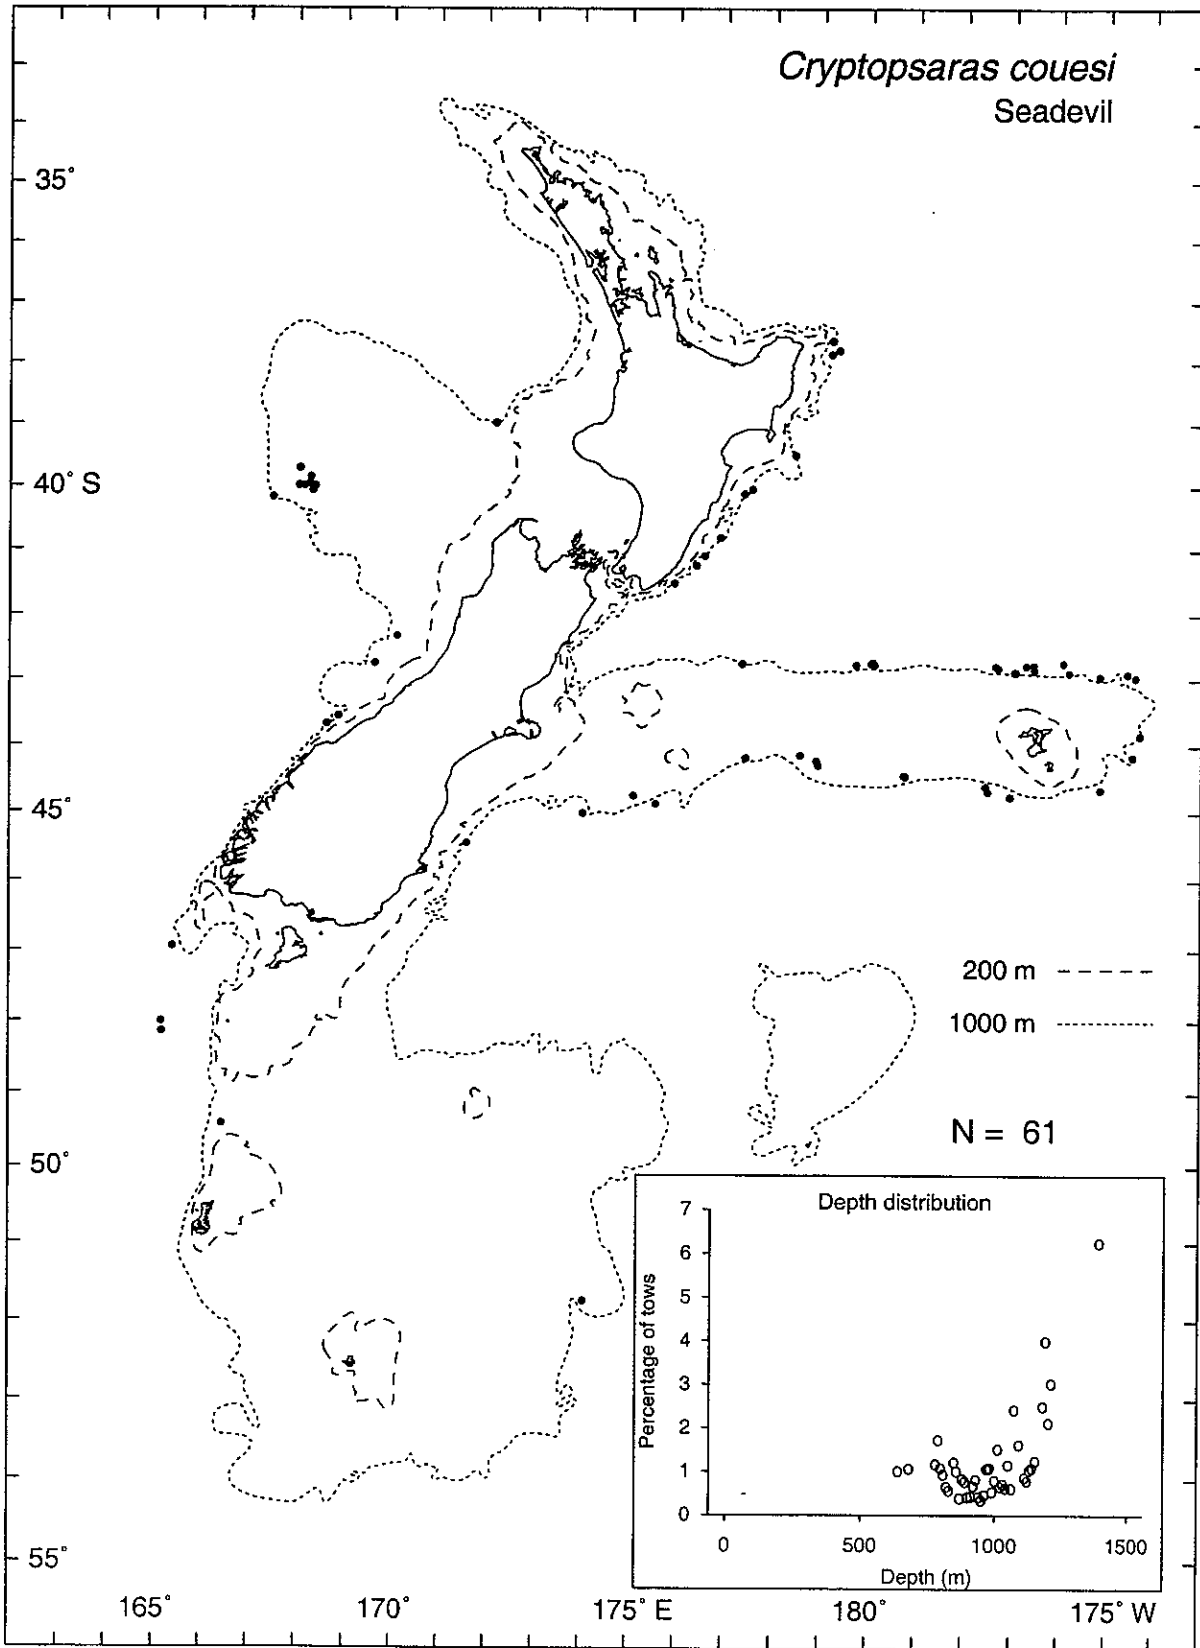 Cryptopsaras couesi
Seadevil
35°
40° S
45°
50°
55°
200 m
1000 m
N = 61
Depth distribution
Percentage of tows
7
6
5
4
3
2
1
0
0 500 1000 1500
Depth (m)
165° 170° 175° E 180° 175° W